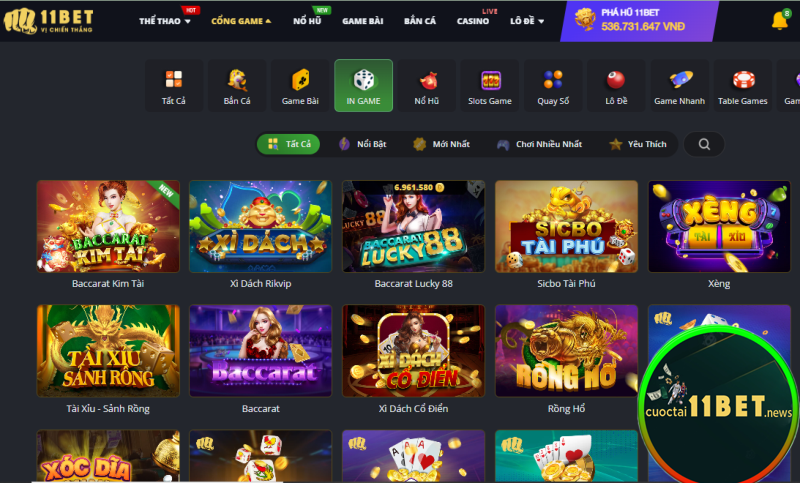 11BET
VỊ CHIẾN THẮNG
THỂ THAO
HOT
CỔNG GAME
NỔ HŨ
NEW
GAME BÀI
BẮN CÁ
CASINO
LIVE
LÔ ĐỀ
PHÁ HŨ 11BET
536.731.647 VNĐ
8
Tất Cả
Bắn Cá
Game Bài
IN GAME
Nổ Hũ
Slots Game
Quay Số
Lô Đề
Game Nhanh
Table Games
Gam
Tất Cả
Nổi Bật
Mới Nhất
Chơi Nhiều Nhất
Yêu Thích
NEW
BACCARAT
KIM TÀI
XÌ DÁCH
6.961.580
LUCKY88
BACCARAT
LUCKY88
SICBO
TÀI PHÚ
XÈNG
TÀI XỈU
Baccarat Kim Tài
Xì Dách Rikvip
Baccarat Lucky 88
Sicbo Tài Phú
Xèng
TÀI XỈU
SÁNH RỒNG
Baccarat
XÌ DÁCH
CỔ ĐIỂN
RỒNG HỔ
cuoctai11BET.news
Tài Xỉu - Sảnh Rồng
Baccarat
Xì Dách Cổ Điển
Rồng Hổ
XÓC DĨA